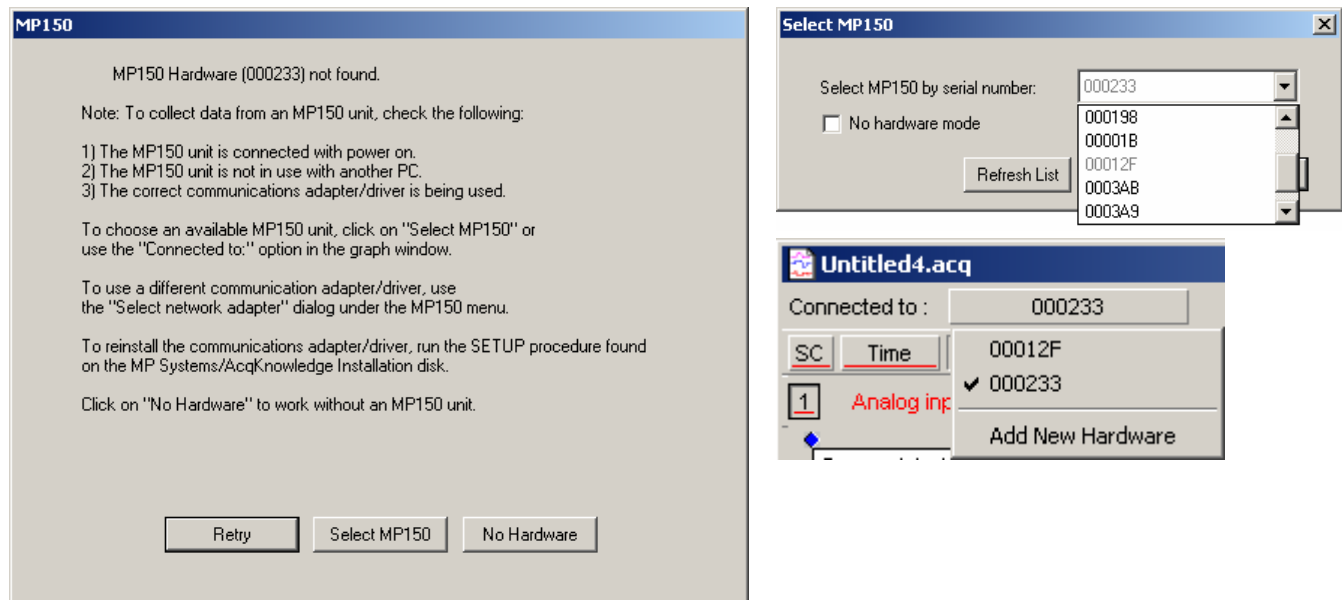 MP150
MP150 Hardware (000233) not found.
Note: To collect data from an MP150 unit, check the following:
1) The MP150 unit is connected with power on.
2) The MP150 unit is not in use with another PC.
3) The correct communications adapter/driver is being used.
To choose an available MP150 unit, click on "Select MP150" or
use the "Connected to:" option in the graph window.
To use a different communication adapter/driver, use
the "Select network adapter" dialog under the MP150 menu.
To reinstall the communications adapter/driver, run the SETUP procedure found
on the MP Systems/AcqKnowledge Installation disk.
Click on "No Hardware" to work without an MP150 unit.
Retry Select MP150 No Hardware
Select MP150
Select MP150 by serial number: 000233
No hardware mode
000198
00001B
00012F
0003AB
0003A9
Refresh List
Untitled4.acq
Connected to : 000233
SC Time
00012F
000233
1 Analog inp
Add New Hardware